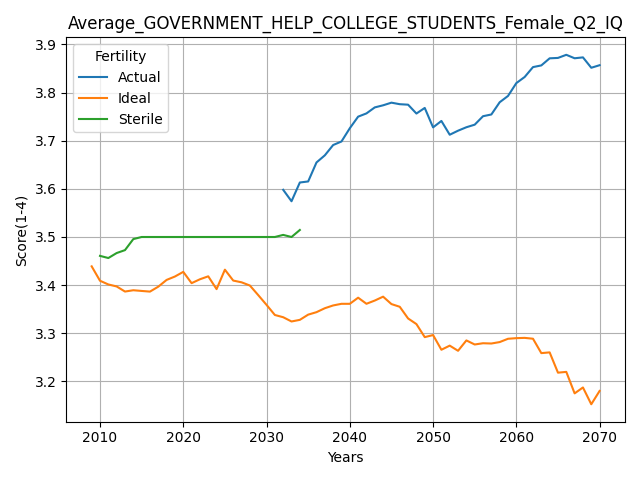 Average_GOVERNMENT_HELP_COLLEGE_STUDENTS_Female_Q2_IQ
Fertility
Actual
Ideal
Sterile
Score(1-4)
3.9
3.8
3.7
3.6
3.5
3.4
3.3
3.2
2010 2020 2030 2040 2050 2060 2070
Years